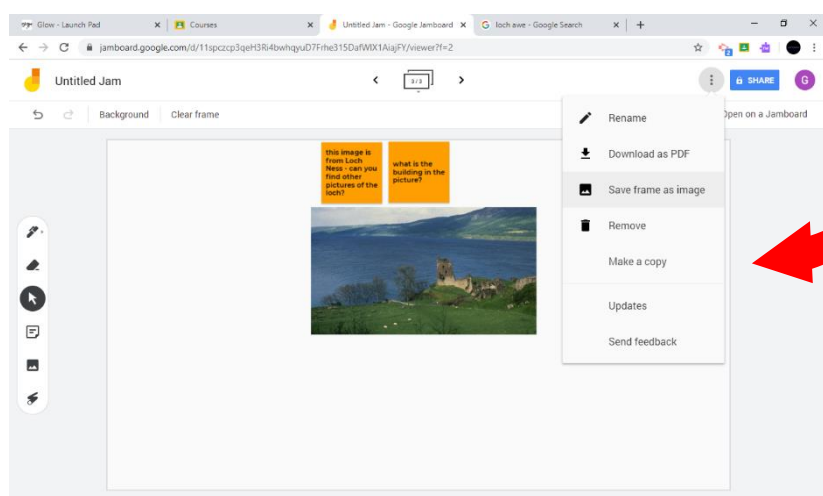 Glow - Launch Pad
Courses
Untitled Jam - Google Jamboard
loch awe - Google Search
jamboard.google.com/d/11spczcp3qeH3Ri4bwhqyuD7Frhe315DafWlX1AiajFY/viewer?f=2
Untitled Jam
3/3
SHARE
G
Background
Clear frame
Open on a Jamboard
this image is
from Loch
Ness - can you
find other
pictures of the
loch?
what is the
building in the
picture?
Rename
Download as PDF
Save frame as image
Remove
Make a copy
Updates
Send feedback